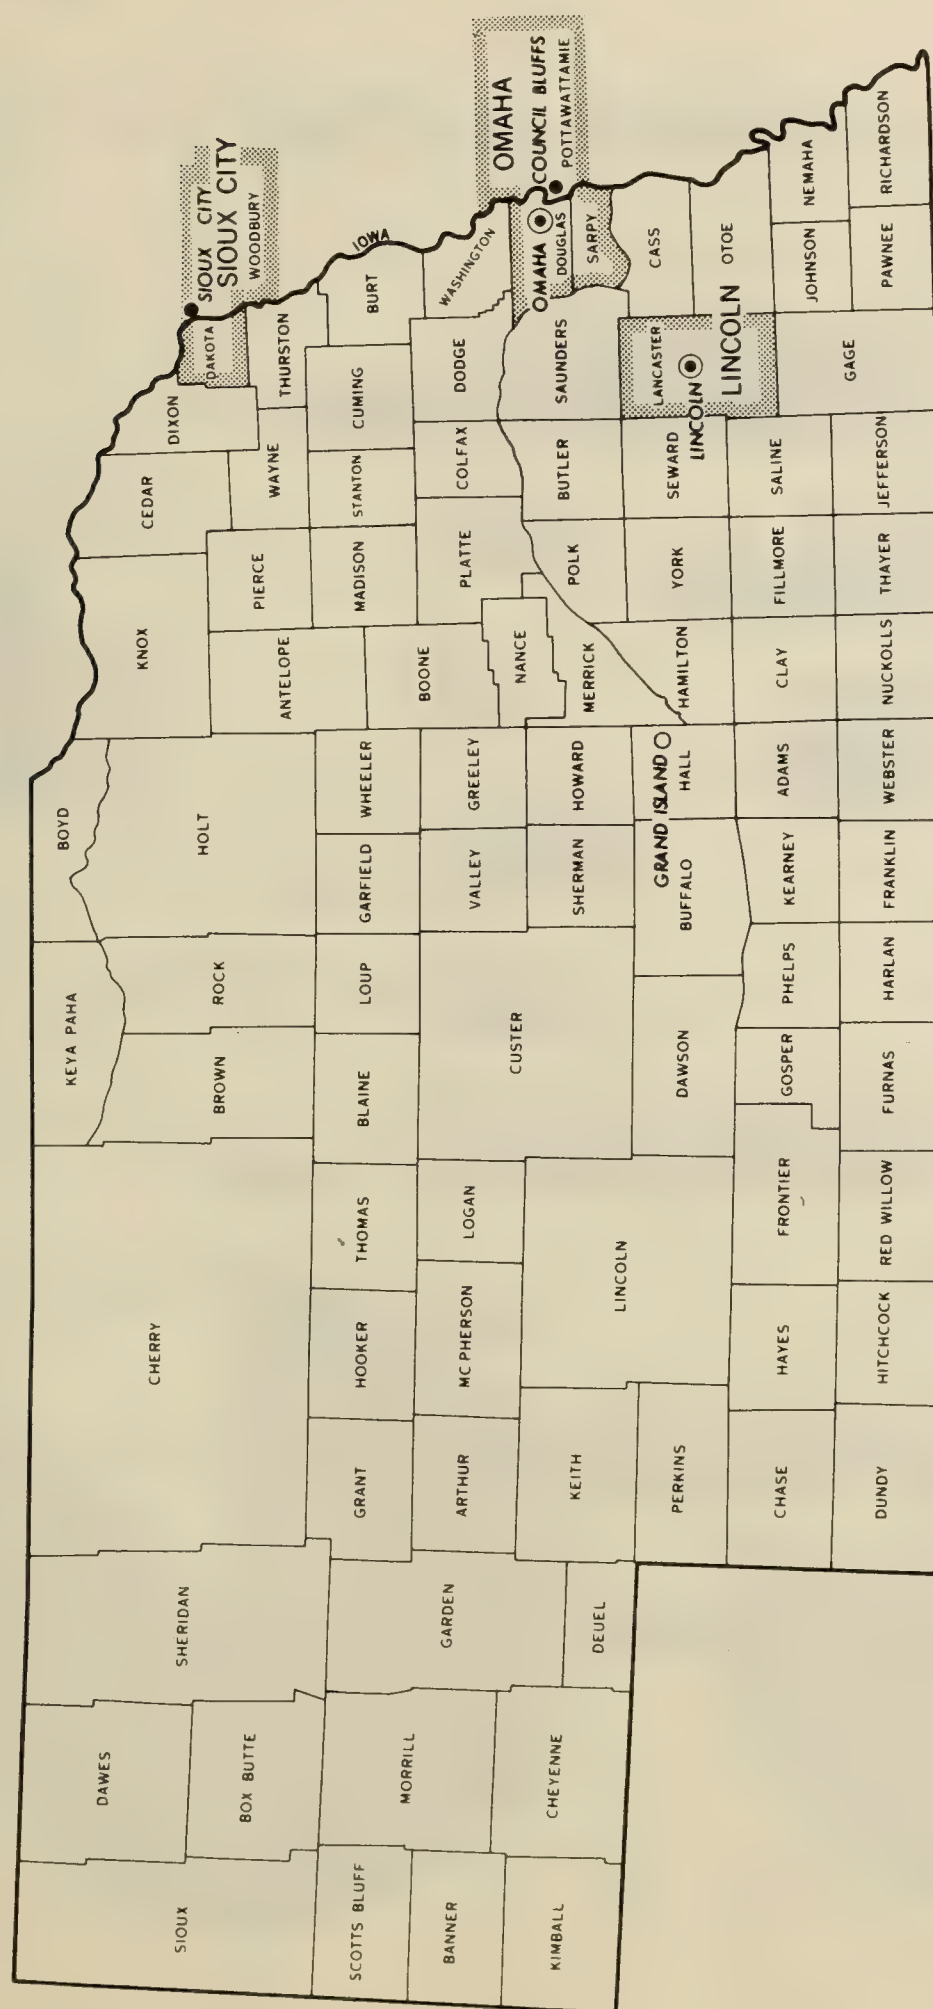 SIOUX
DAWES
BOX BUTTE
SHERIDAN
SCOTTS BLUFF
BANNER
KIMBALL
MORRILL
CHEYENNE
GARDEN
DEUEL
CHERRY
GRANT
HOOKER
THOMAS
ARTHUR
MC PHERSON
LOGAN
KEITH
PERKINS
LINCOLN
CHASE
HAYES
FRONTIER
DUNDY
HITCHCOCK
RED WILLOW
KEYA PAHA
BROWN
ROCK
BLAINE
LOUP
CUSTER
DAWSON
GOSPER
PHELPS
FURNAS
HARLAN
BOYD
HOLT
GARFIELD
WHEELER
VALLEY
GREELEY
SHERMAN
HOWARD
BUFFALO
GRAND ISLAND
HALL
KEARNEY
ADAMS
FRANKLIN
WEBSTER
KNOX
ANTELOPE
PIERCE
BOONE
MADISON
NANCE
PLATTE
MERRICK
POLK
HAMILTON
YORK
CLAY
FILLMORE
NUCKOLLS
THAYER
CEDAR
DIXON
WAYNE
STANTON
CUMING
COLFAX
DODGE
BUTLER
SAUNDERS
SEWARD
SALINE
JEFFERSON
DAKOTA
SIOUX CITY
SIOUX CITY
WOODBURY
THURSTON
IOWA
BURT
WASHINGTON
OMAHA
OMAHA
COUNCIL BLUFFS
POTTAWATTAMIE
DOUGLAS
SARPY
CASS
LANCASTER
LINCOLN
LINCOLN
OTOE
GAGE
JOHNSON
NEMAHA
PAWNEE
RICHARDSON